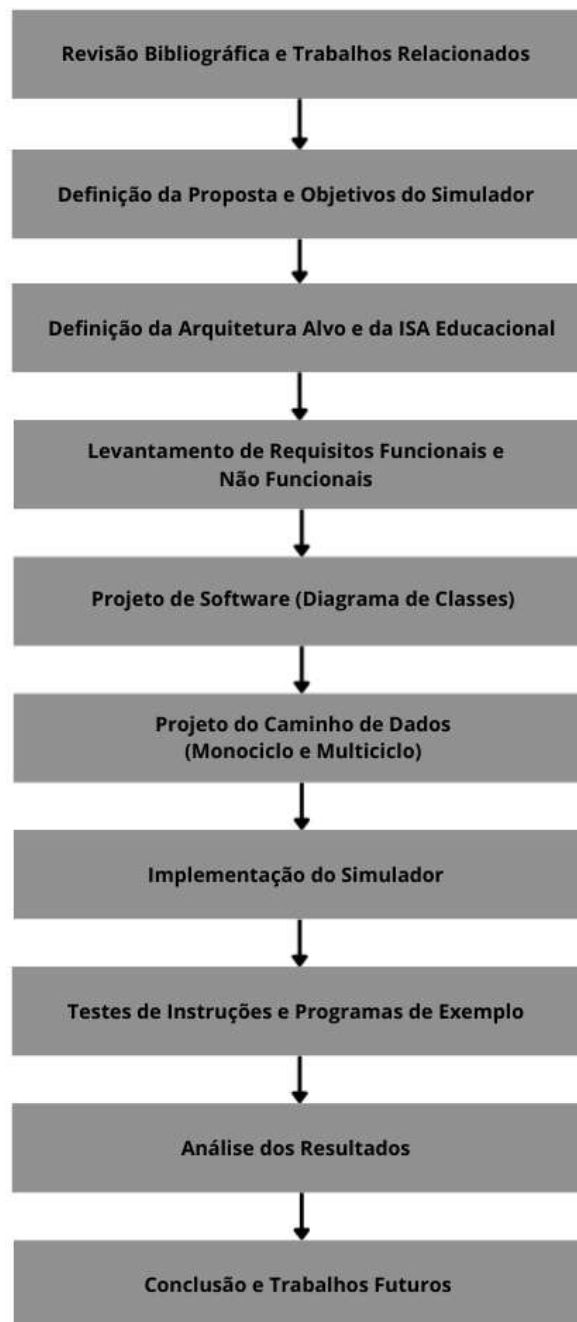 Revisão Bibliográfica e Trabalhos Relacionados
Definição da Proposta e Objetivos do Simulador
Definição da Arquitetura Alvo e da ISA Educacional
Levantamento de Requisitos Funcionais e
Não Funcionais
Projeto de Software (Diagrama de Classes)
Projeto do Caminho de Dados
(Monociclo e Multiciclo)
Implementação do Simulador
Testes de Instruções e Programas de Exemplo
Análise dos Resultados
Conclusão e Trabalhos Futuros